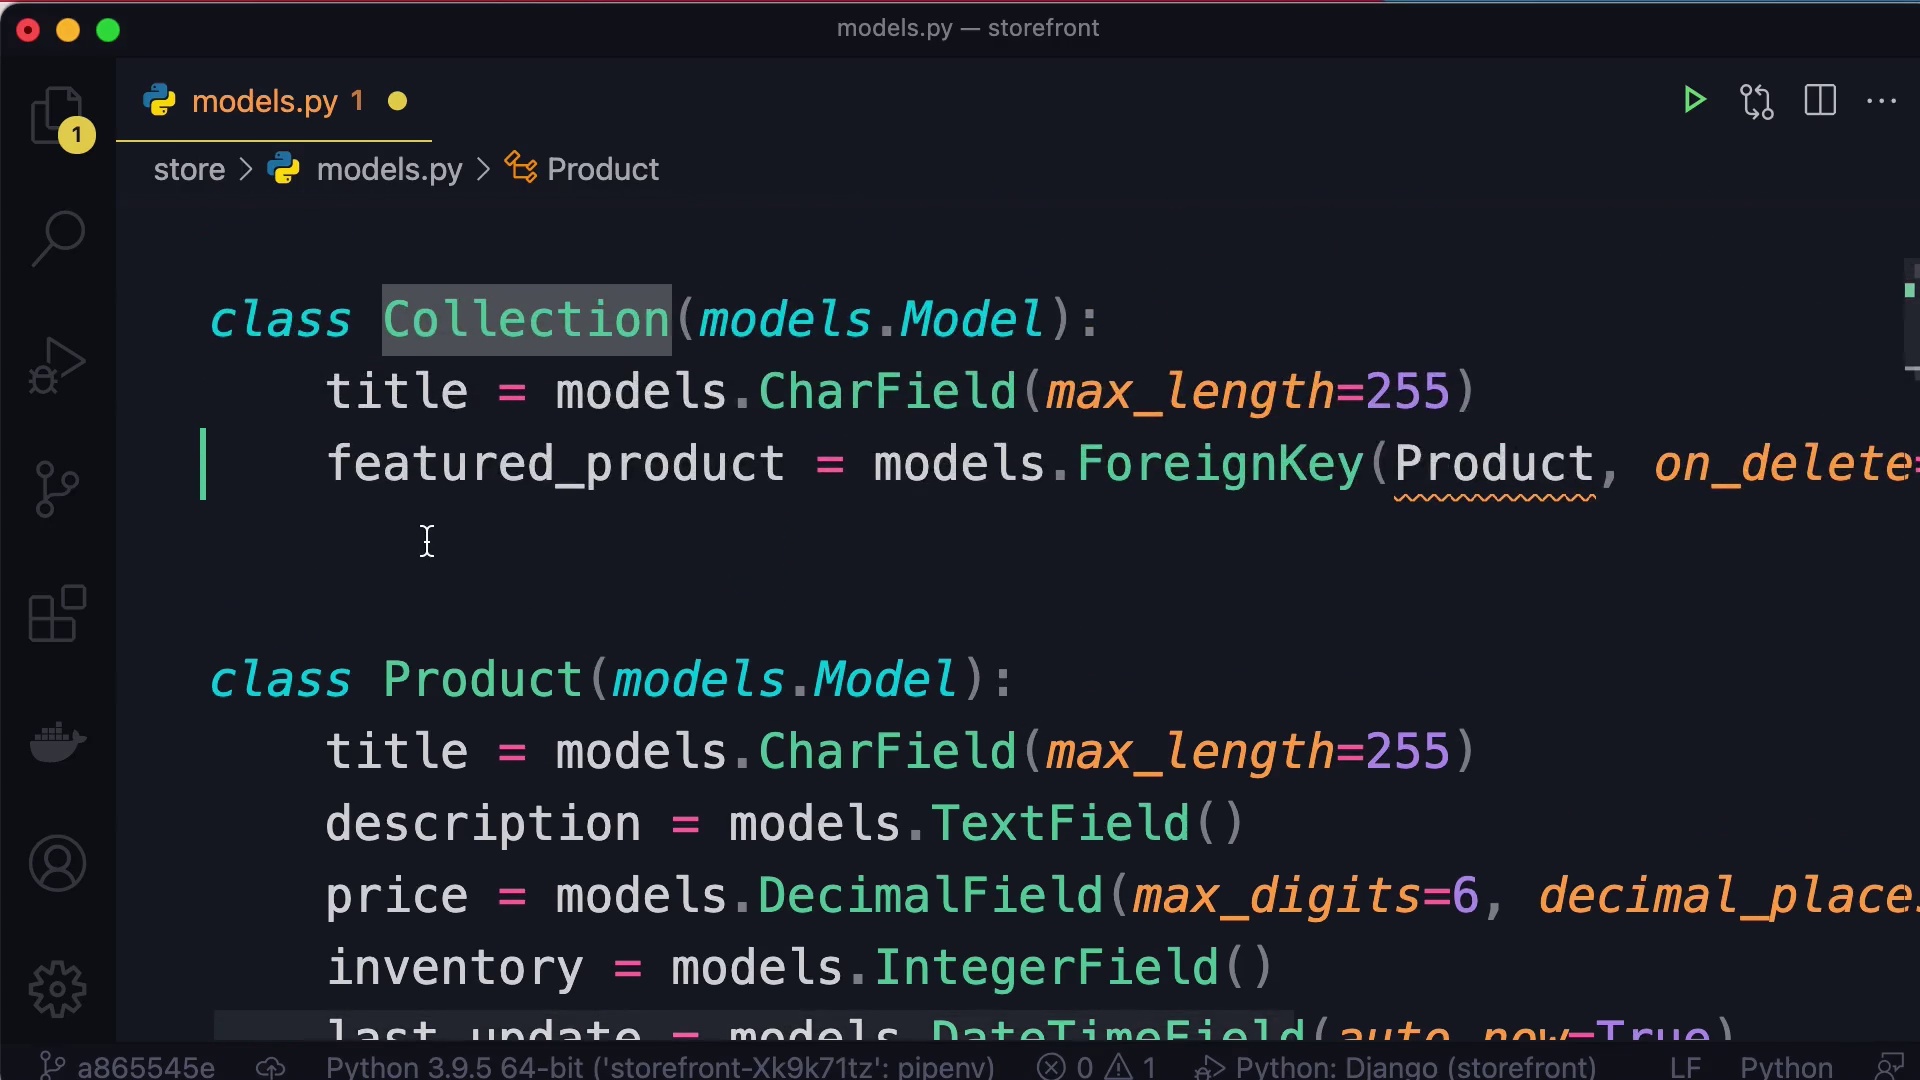 models.py — storefront
models.py 1
1
store > models.py > Product
class Collection(models.Model):
title = models.CharField(max_length=255)
featured_product = models.ForeignKey(Product, on_delete=
class Product(models.Model):
title = models.CharField(max_length=255)
description = models.TextField()
price = models.DecimalField(max_digits=6, decimal_places
inventory = models.IntegerField()
last_update = models.DateTimeField(auto_now=True)
a865545e Python 3.9.5 64-bit ('storefront-Xk9k71tz': pipenv) 0 1 Python: Django (storefront) LF Python